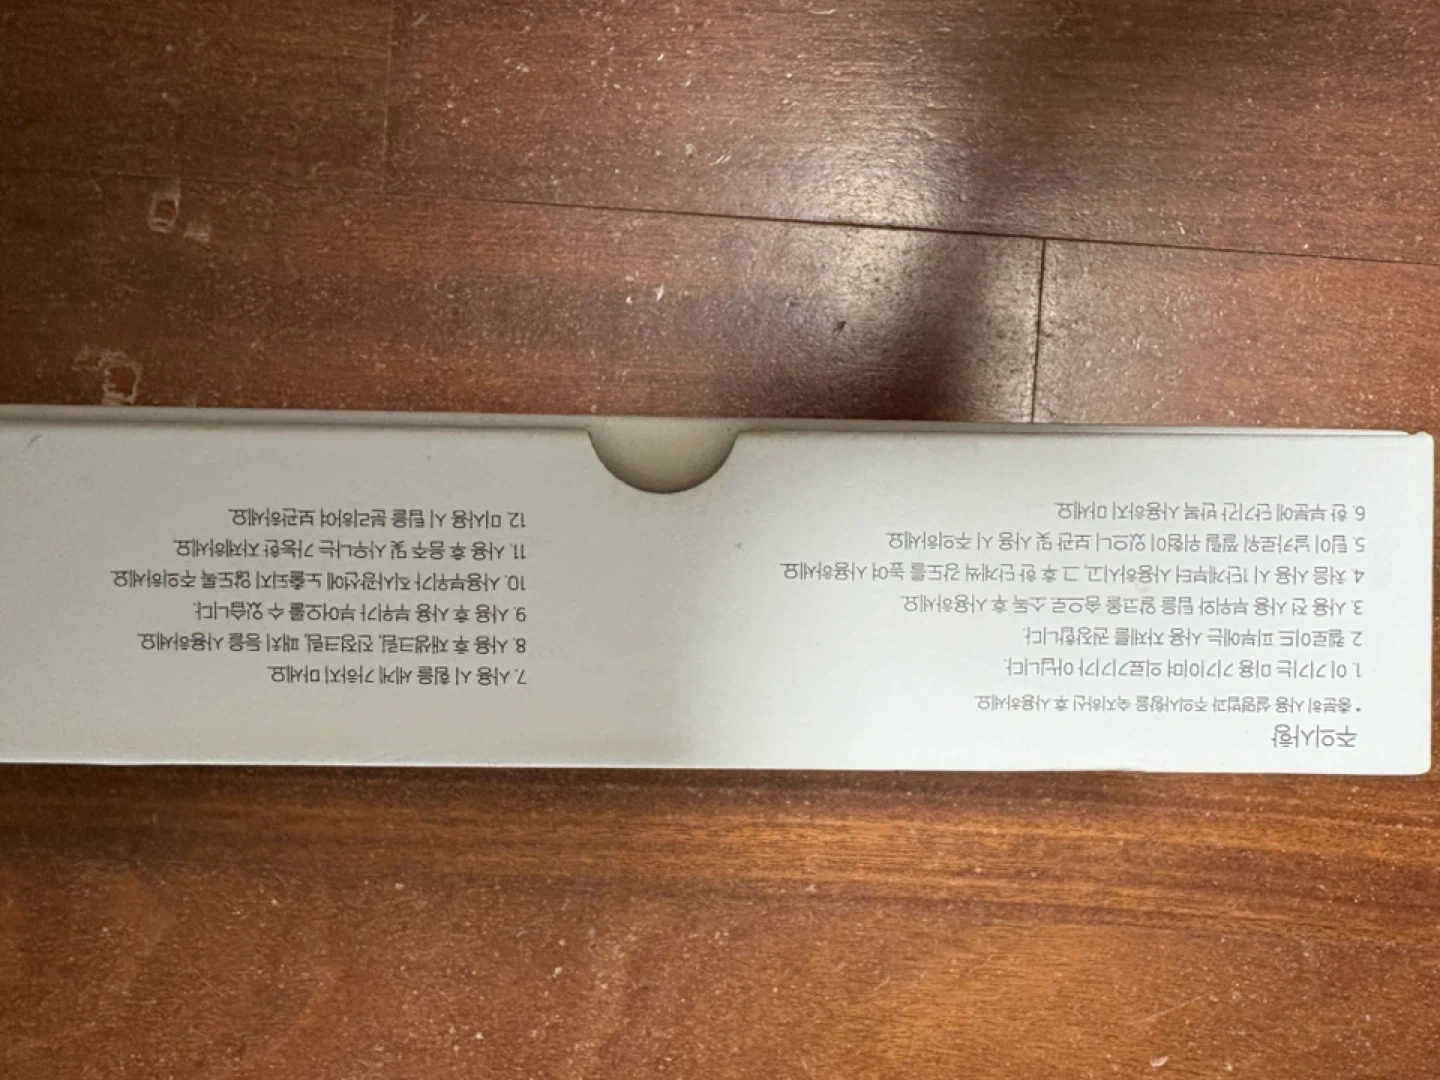 주의사항
* 충분히 사용 설명법과 주의사항을 숙지하신 후 사용하세요.
1. 이 기기는 미용 기기이며 의료기기가 아닙니다.
2. 켈로이드 피부에는 사용 자제를 권장합니다.
3. 사용 전 사용 부위와 팁을 알코올 솜으로 소독 후 사용하세요.
4. 처음 사용 시 1단계부터 사용하시고, 그 후 한 단계씩 강도를 높여 사용하세요.
5. 팁이 날카로워 찔릴 위험이 있으니 보관 및 사용 시 주의하세요.
6. 한 부분에 단기간 반복 사용하지 마세요.
7. 사용 시 힘을 세게 가하지 마세요.
8. 사용 후 재생크림, 진정크림, 패치 등을 사용하세요.
9. 사용 후 사용 부위가 부어오를 수 있습니다.
10. 사용부위가 직사광선에 노출되지 않도록 주의하세요.
11. 사용 후 음주 및 사우나는 가능한 자제하세요.
12. 미사용 시 팁을 분리하여 보관하세요.